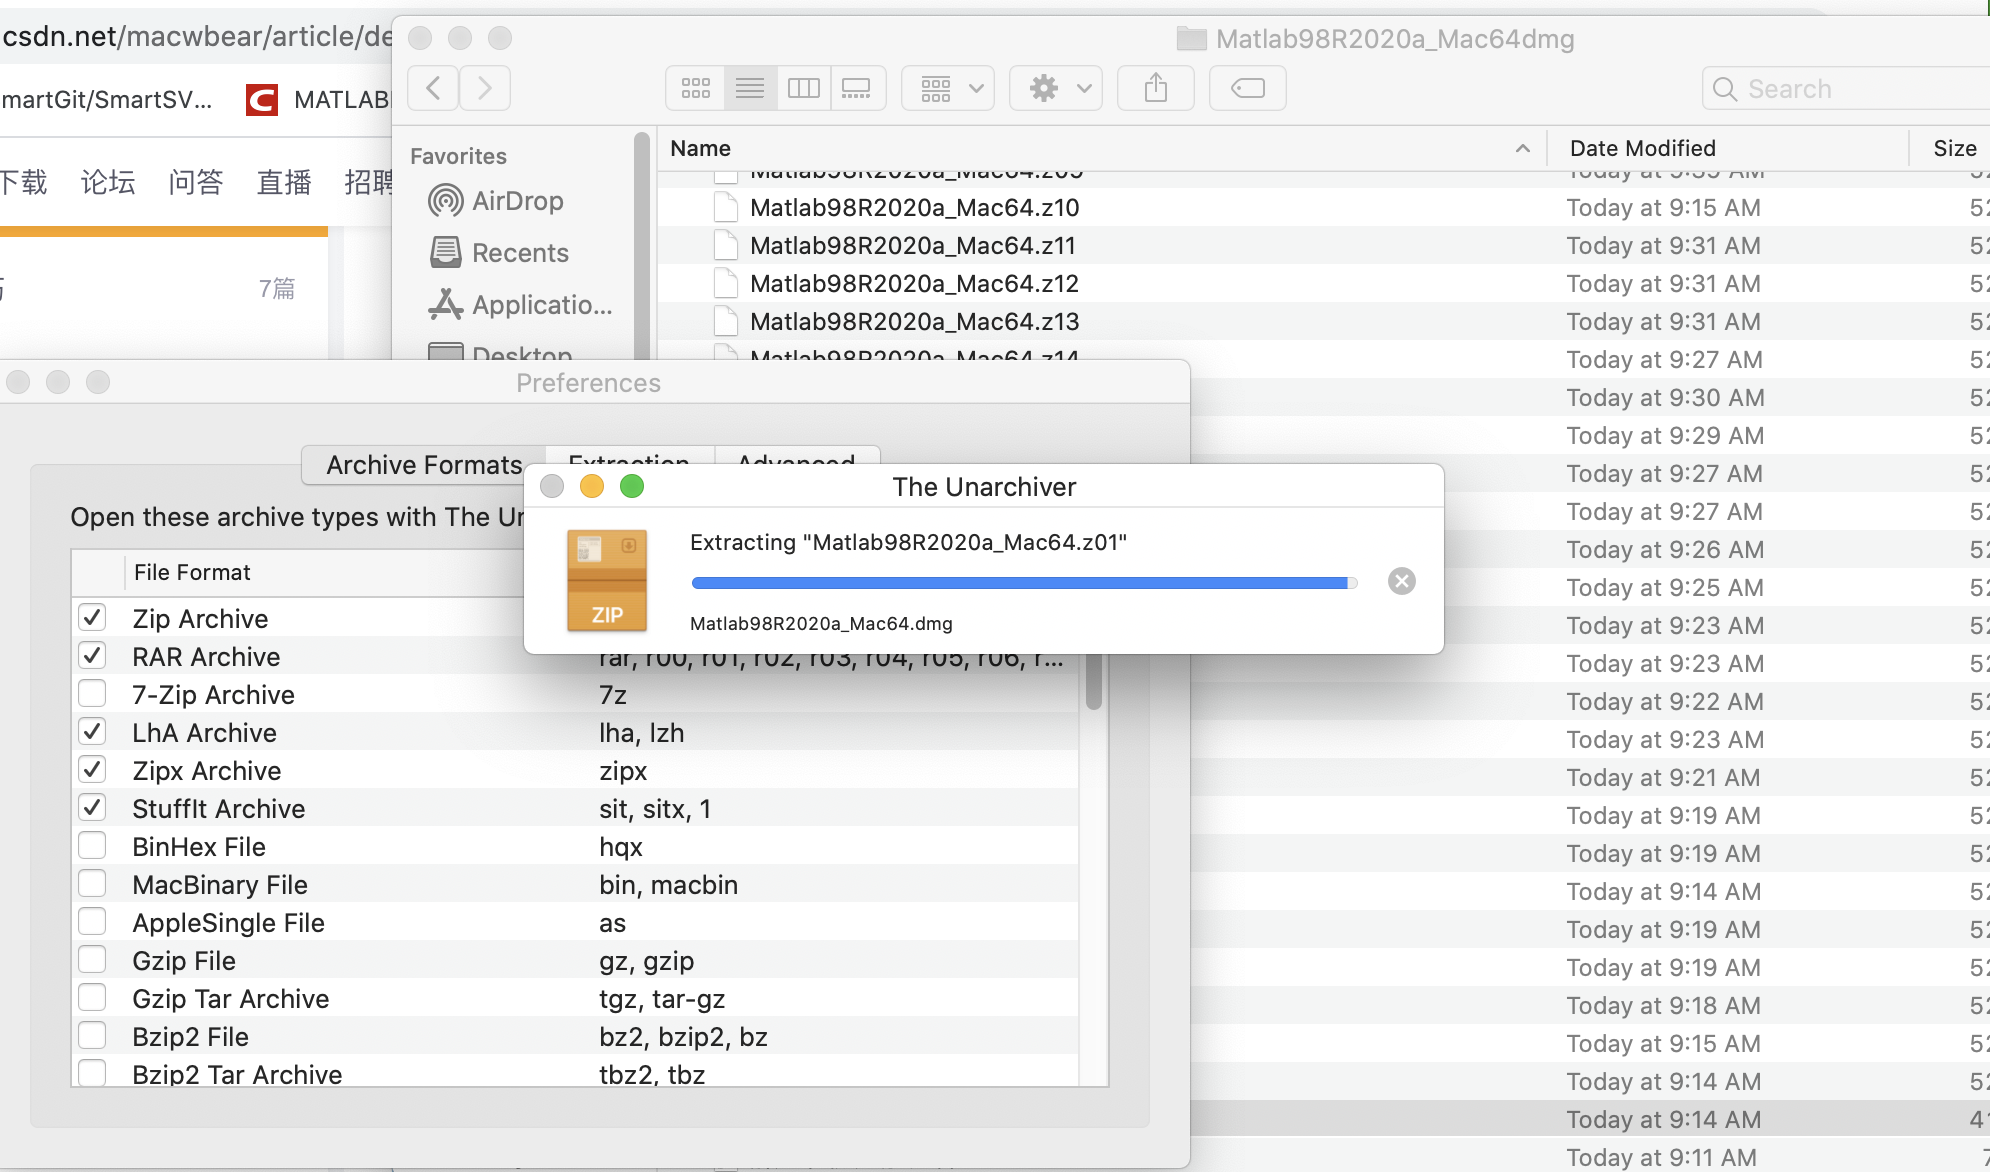 csdn.net/macwbear/article/de
martGit/SmartSV...
MATLAB
下载 论坛 问答 直播 招聘
7篇
Matlab98R2020a_Mac64dmg
Search
Favorites
AirDrop
Recents
Applicatio...
Desktop
Name
Date Modified
Size
Matlab98R2020a_Mac64.z09 Today at 9:39 AM
Matlab98R2020a_Mac64.z10 Today at 9:15 AM 52
Matlab98R2020a_Mac64.z11 Today at 9:31 AM 52
Matlab98R2020a_Mac64.z12 Today at 9:31 AM 52
Matlab98R2020a_Mac64.z13 Today at 9:31 AM 52
Matlab98R2020a_Mac64.z14 Today at 9:27 AM 52
Today at 9:30 AM 52
Today at 9:29 AM 52
Today at 9:27 AM 52
Today at 9:27 AM 52
Today at 9:26 AM 52
Today at 9:25 AM 52
Today at 9:23 AM 52
Today at 9:23 AM 52
Today at 9:22 AM 52
Today at 9:23 AM 52
Today at 9:21 AM 52
Today at 9:19 AM 52
Today at 9:19 AM 52
Today at 9:14 AM 52
Today at 9:19 AM 52
Today at 9:19 AM 52
Today at 9:18 AM 52
Today at 9:15 AM 52
Today at 9:14 AM 52
Today at 9:14 AM 41
Today at 9:11 AM 7
Preferences
Archive Formats
Extraction
Advanced
Open these archive types with The Un
File Format
Zip Archive
RAR Archive rar, r00, r01, r02, r03, r04, r05, r06, r...
7-Zip Archive 7z
LhA Archive lha, lzh
Zipx Archive zipx
StuffIt Archive sit, sitx, 1
BinHex File hqx
MacBinary File bin, macbin
AppleSingle File as
Gzip File gz, gzip
Gzip Tar Archive tgz, tar-gz
Bzip2 File bz2, bzip2, bz
Bzip2 Tar Archive tbz2, tbz
The Unarchiver
ZIP
Extracting "Matlab98R2020a_Mac64.z01"
Matlab98R2020a_Mac64.dmg